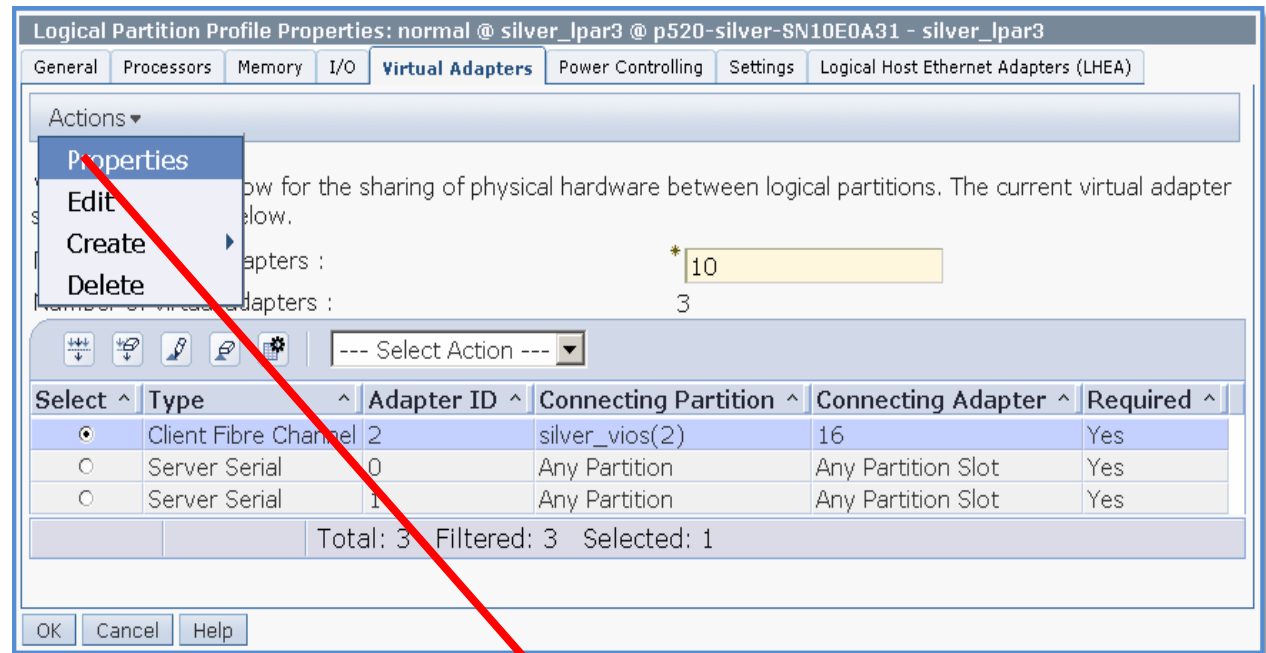 Logical Partition Profile Properties: normal @ silver_lpar3 @ p520-silver-SN10E0A31 - silver_lpar3
General Processors Memory I/O Virtual Adapters Power Controlling Settings Logical Host Ethernet Adapters (LHEA)
Actions
Properties
for the sharing of physical hardware between logical partitions. The current virtual adapter
Edit
Create
: 
* 10
Delete
of virtual adapters : 3
--- Select Action ---
Select ^ Type ^ Adapter ID ^ Connecting Partition ^ Connecting Adapter ^ Required ^
Client Fibre Channel 2 silver_vios(2) 16 Yes
Server Serial 0 Any Partition Any Partition Slot Yes
Server Serial 1 Any Partition Any Partition Slot Yes
Total: 3 Filtered: 3 Selected: 1
OK Cancel Help